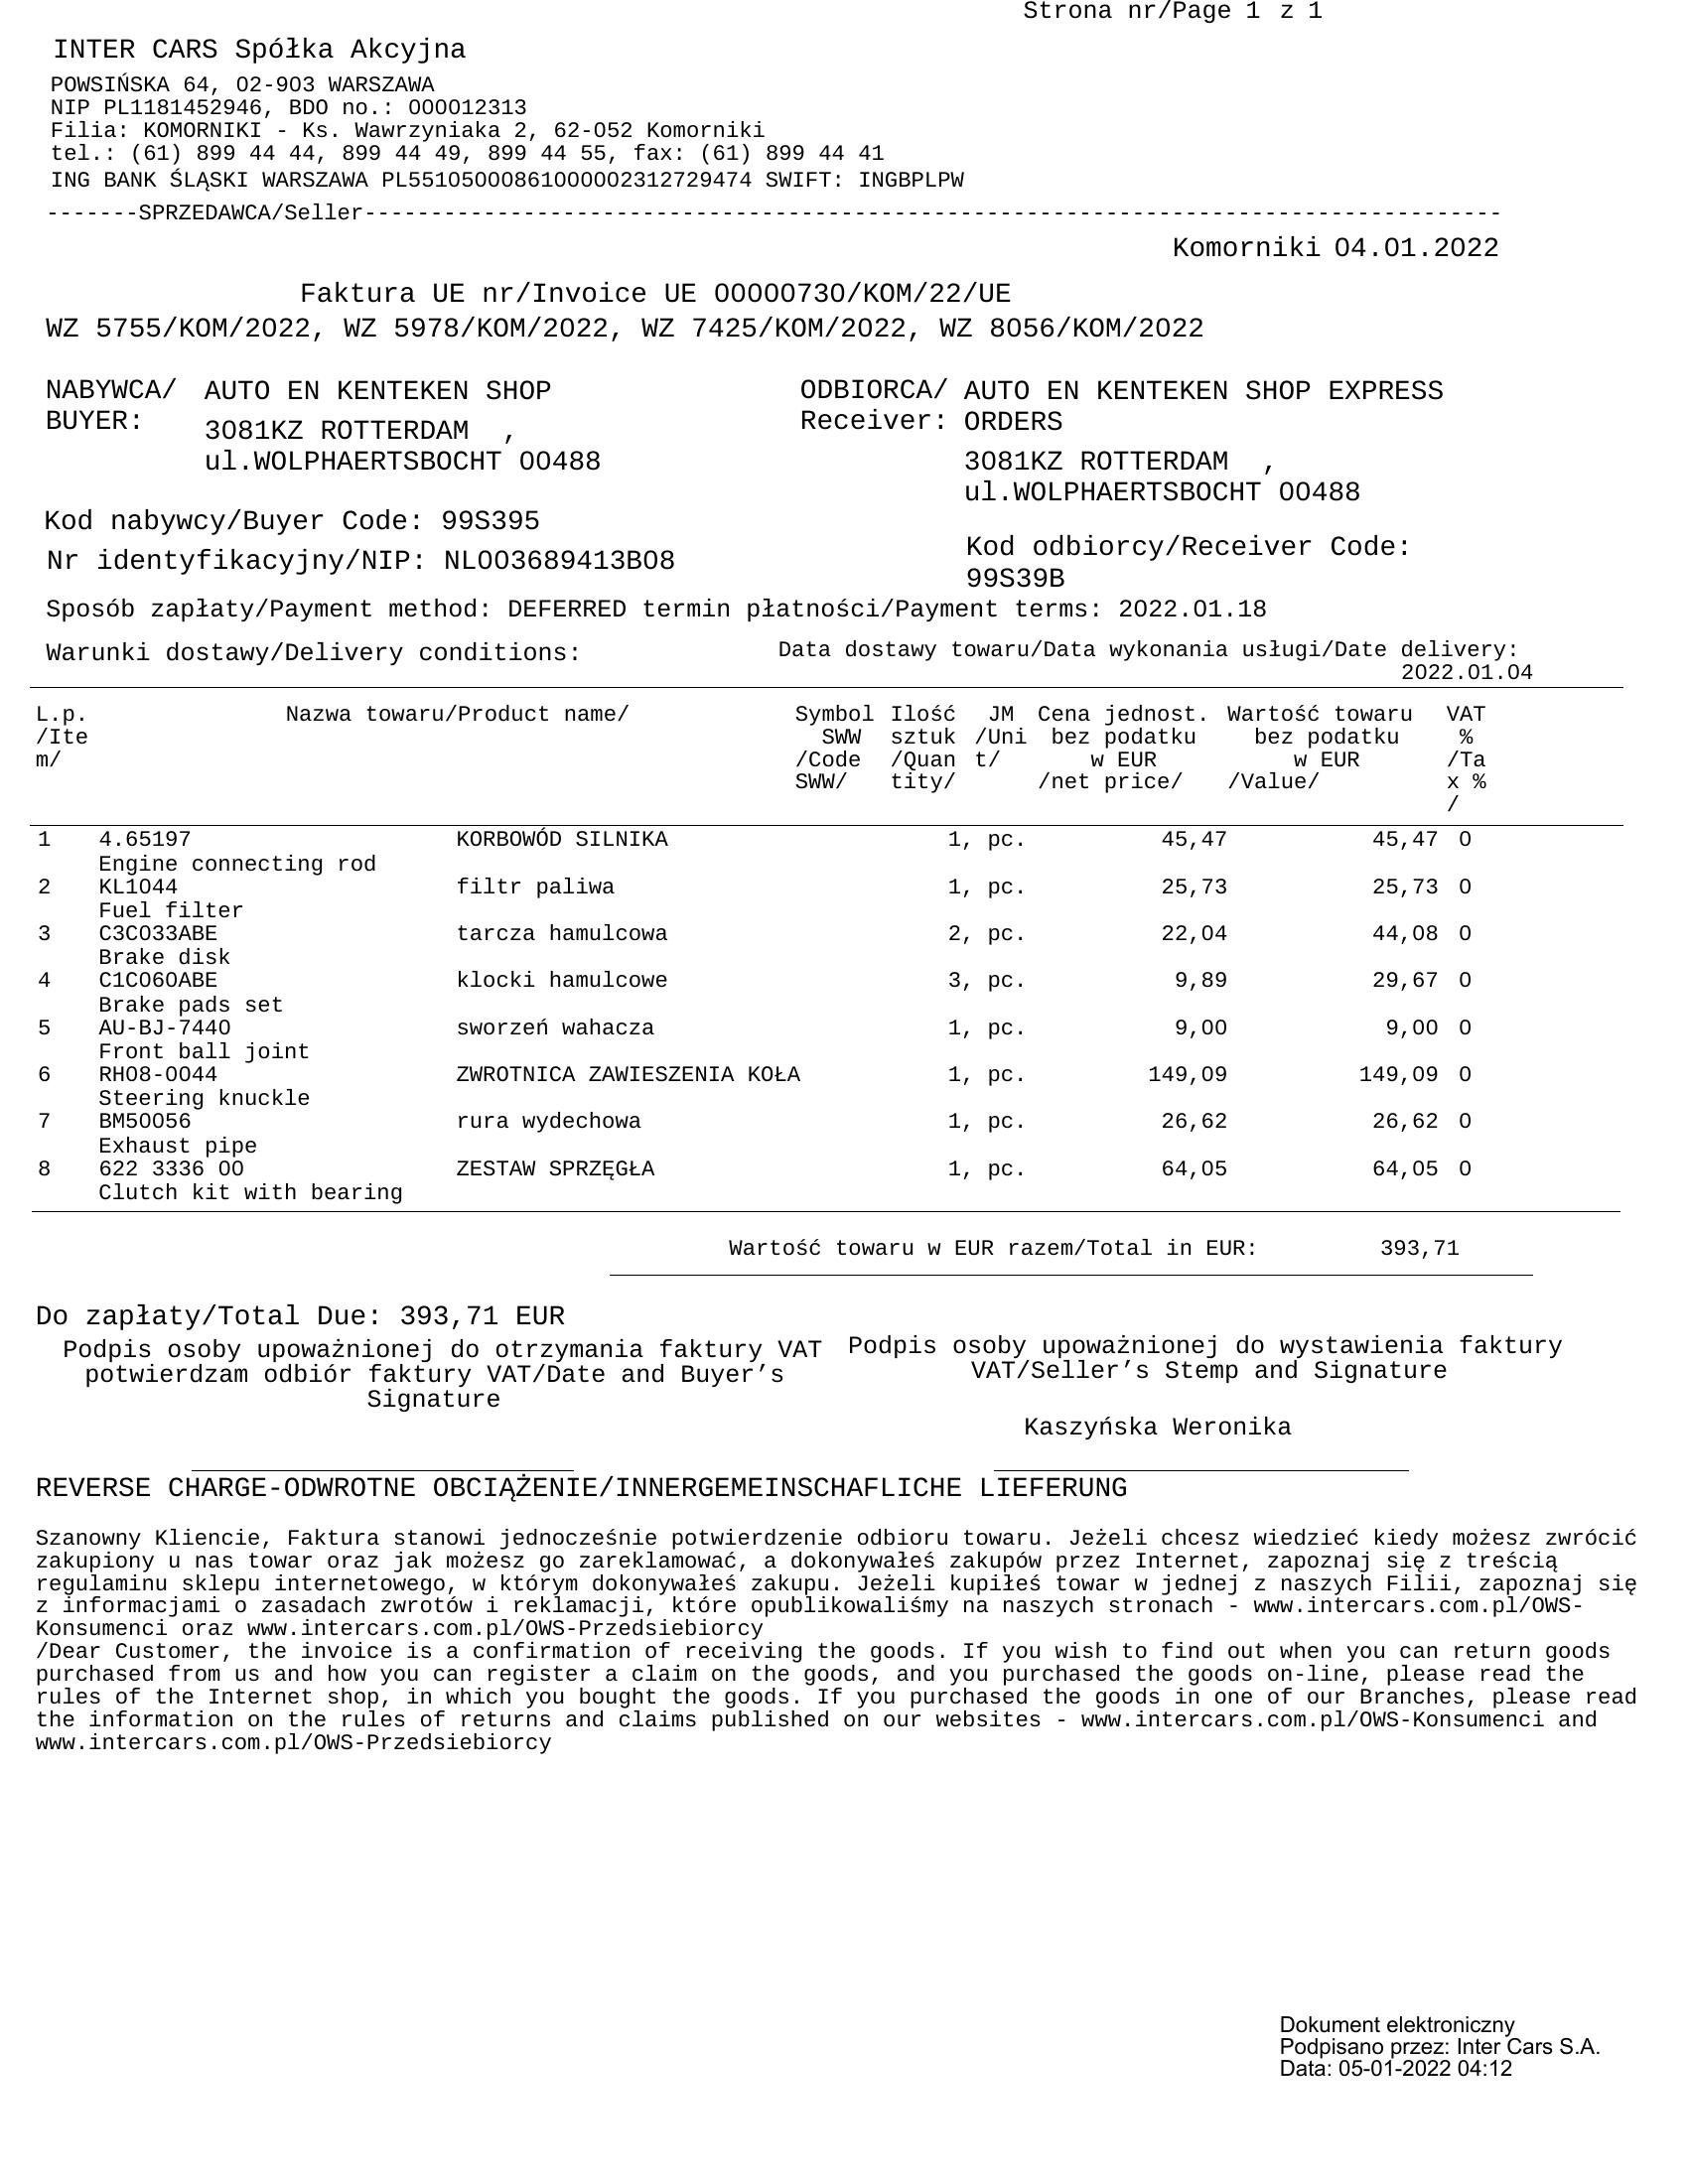 Strona nr/Page 1 z 1
INTER CARS Spółka Akcyjna
POWSIŃSKA 64, 02-903 WARSZAWA
NIP PL1181452946, BDO no.: 000012313
Filia: KOMORNIKI - Ks. Wawrzyniaka 2, 62-052 Komorniki
tel.: (61) 899 44 44, 899 44 49, 899 44 55, fax: (61) 899 44 41
ING BANK ŚLĄSKI WARSZAWA PL55105000861000002312729474 SWIFT: INGBPLPW
-------SPRZEDAWCA/Seller--------------------------------------------------------------------------------------
Komorniki 04.01.2022
Faktura UE nr/Invoice UE 00000730/KOM/22/UE
WZ 5755/KOM/2022, WZ 5978/KOM/2022, WZ 7425/KOM/2022, WZ 8056/KOM/2022
NABYWCA/ AUTO EN KENTEKEN SHOP
BUYER:
3081KZ ROTTERDAM ,
ul.WOLPHAERTSBOCHT 00488
Kod nabywcy/Buyer Code: 99S395
Nr identyfikacyjny/NIP: NL003689413B08
ODBIORCA/ AUTO EN KENTEKEN SHOP EXPRESS
Receiver: ORDERS
3081KZ ROTTERDAM ,
ul.WOLPHAERTSBOCHT 00488
Kod odbiorcy/Receiver Code:
99S39B
Sposób zapłaty/Payment method: DEFERRED termin płatności/Payment terms: 2022.01.18
Warunki dostawy/Delivery conditions:
Data dostawy towaru/Data wykonania usługi/Date delivery:
2022.01.04
L.p. Nazwa towaru/Product name/ Symbol Ilość JM Cena jednost. Wartość towaru VAT
/Ite SWW sztuk /Uni bez podatku bez podatku %
m/ /Code /Quan t/ w EUR w EUR /Ta
SWW/ tity/ /net price/ /Value/ x %
/
1 4.65197 KORBOWÓD SILNIKA 1, pc. 45,47 45,47 0
Engine connecting rod
2 KL1044 filtr paliwa 1, pc. 25,73 25,73 0
Fuel filter
3 C3C033ABE tarcza hamulcowa 2, pc. 22,04 44,08 0
Brake disk
4 C1C060ABE klocki hamulcowe 3, pc. 9,89 29,67 0
Brake pads set
5 AU-BJ-7440 sworzeń wahacza 1, pc. 9,00 9,00 0
Front ball joint
6 RH08-0044 ZWROTNICA ZAWIESZENIA KOŁA 1, pc. 149,09 149,09 0
Steering knuckle
7 BM50056 rura wydechowa 1, pc. 26,62 26,62 0
Exhaust pipe
8 622 3336 00 ZESTAW SPRZĘGŁA 1, pc. 64,05 64,05 0
Clutch kit with bearing
Wartość towaru w EUR razem/Total in EUR: 393,71
Do zapłaty/Total Due: 393,71 EUR
Podpis osoby upoważnionej do otrzymania faktury VAT
potwierdzam odbiór faktury VAT/Date and Buyer’s
Signature
Podpis osoby upoważnionej do wystawienia faktury
VAT/Seller’s Stemp and Signature
Kaszyńska Weronika
REVERSE CHARGE-ODWROTNE OBCIĄŻENIE/INNERGEMEINSCHAFLICHE LIEFERUNG
Szanowny Kliencie, Faktura stanowi jednocześnie potwierdzenie odbioru towaru. Jeżeli chcesz wiedzieć kiedy możesz zwrócić
zakupiony u nas towar oraz jak możesz go zareklamować, a dokonywałeś zakupów przez Internet, zapoznaj się z treścią
regulaminu sklepu internetowego, w którym dokonywałeś zakupu. Jeżeli kupiłeś towar w jednej z naszych Filii, zapoznaj się
z informacjami o zasadach zwrotów i reklamacji, które opublikowaliśmy na naszych stronach - www.intercars.com.pl/OWS-
Konsumenci oraz www.intercars.com.pl/OWS-Przedsiebiorcy
/Dear Customer, the invoice is a confirmation of receiving the goods. If you wish to find out when you can return goods
purchased from us and how you can register a claim on the goods, and you purchased the goods on-line, please read the
rules of the Internet shop, in which you bought the goods. If you purchased the goods in one of our Branches, please read
the information on the rules of returns and claims published on our websites - www.intercars.com.pl/OWS-Konsumenci and
www.intercars.com.pl/OWS-Przedsiebiorcy
Dokument elektroniczny
Podpisano przez: Inter Cars S.A.
Data: 05-01-2022 04:12